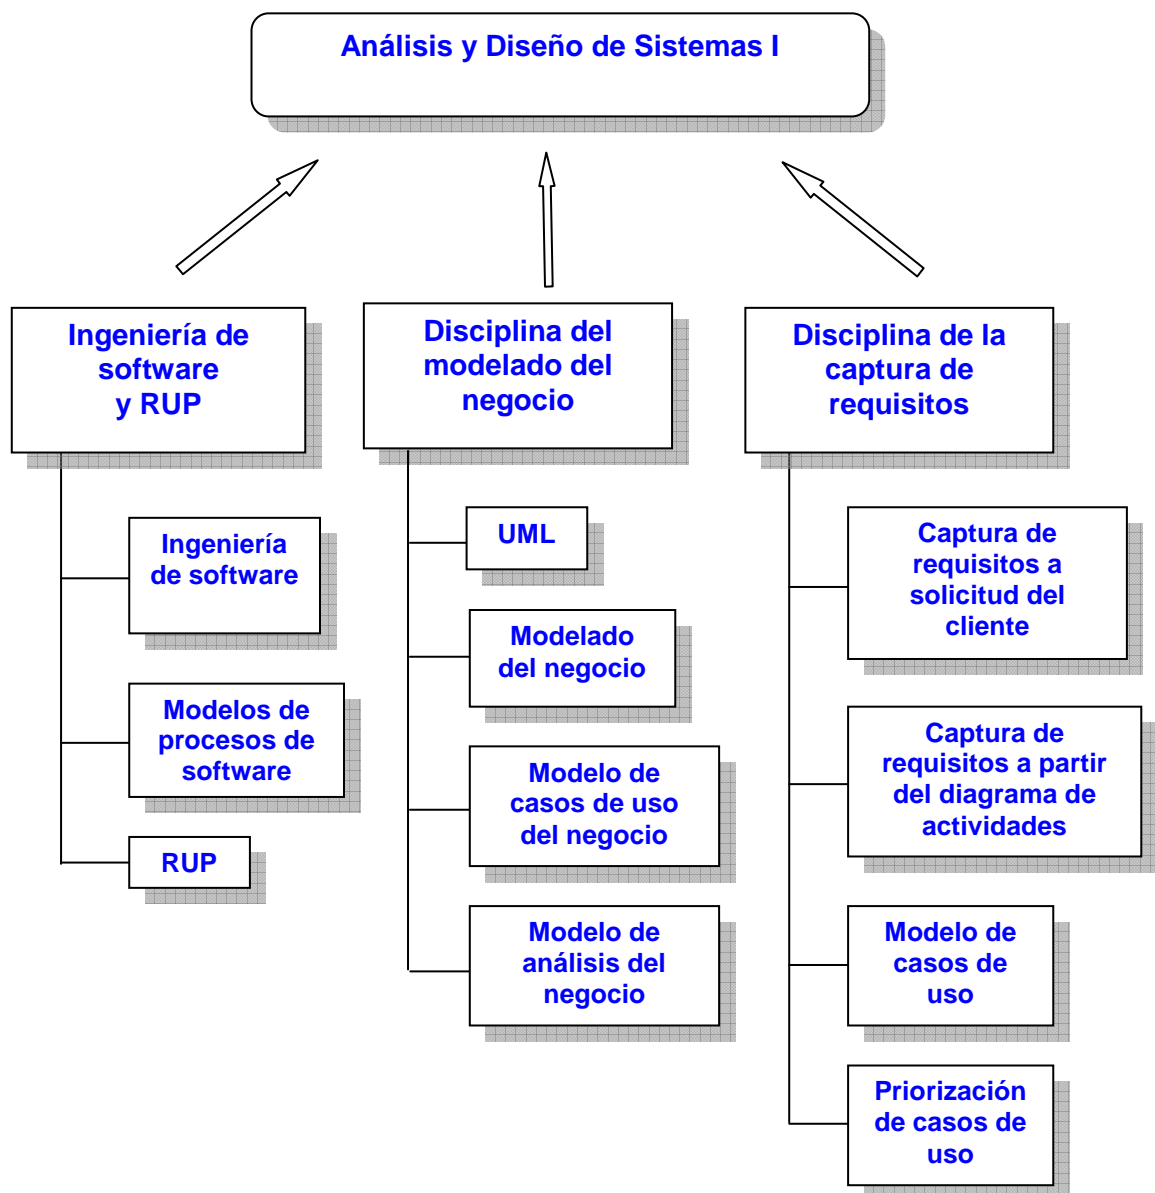 Análisis y Diseño de Sistemas I
Ingeniería de
software
y RUP
Ingeniería
de software
Modelos de
procesos de
software
RUP
Disciplina del
modelado del
negocio
UML
Modelado
del negocio
Modelo de
casos de uso
del negocio
Modelo de
análisis del
negocio
Disciplina de la
captura de
requisitos
Captura de
requisitos a
solicitud del
cliente
Captura de
requisitos a partir
del diagrama de
actividades
Modelo de
casos de
uso
Priorización
de casos de
uso